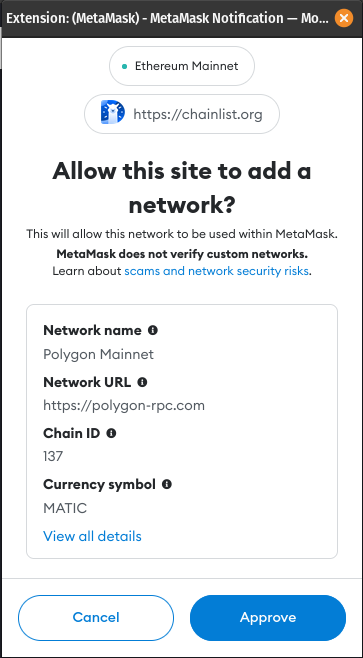 Extension: (MetaMask) - MetaMask Notification — Mo...
Ethereum Mainnet
https://chainlist.org
Allow this site to add a
network?
This will allow this network to be used within MetaMask.
MetaMask does not verify custom networks.
Learn about scams and network security risks.
Network name
Polygon Mainnet
Network URL
https://polygon-rpc.com
Chain ID
137
Currency symbol
MATIC
View all details
Cancel
Approve